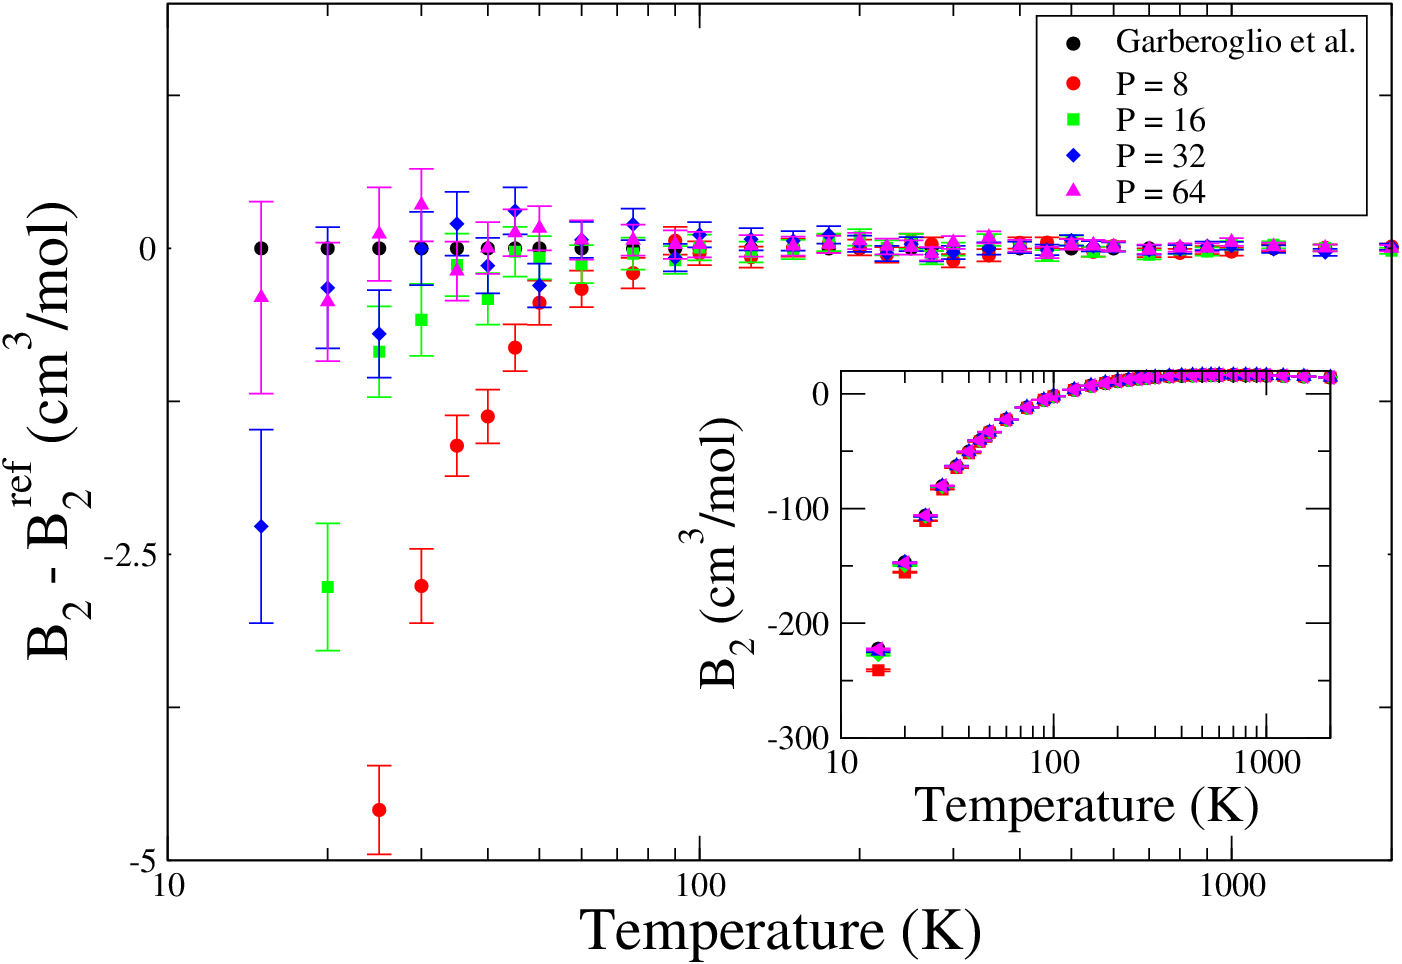 Garberoglio et al.
P = 8
P = 16
P = 32
P = 64
0
-2.5
-5
B₂ - B₂ʳᵉᶠ (cm³/mol)
10 100 1000
Temperature (K)
0
-100
-200
-300
B₂ (cm³/mol)
10 100 1000
Temperature (K)